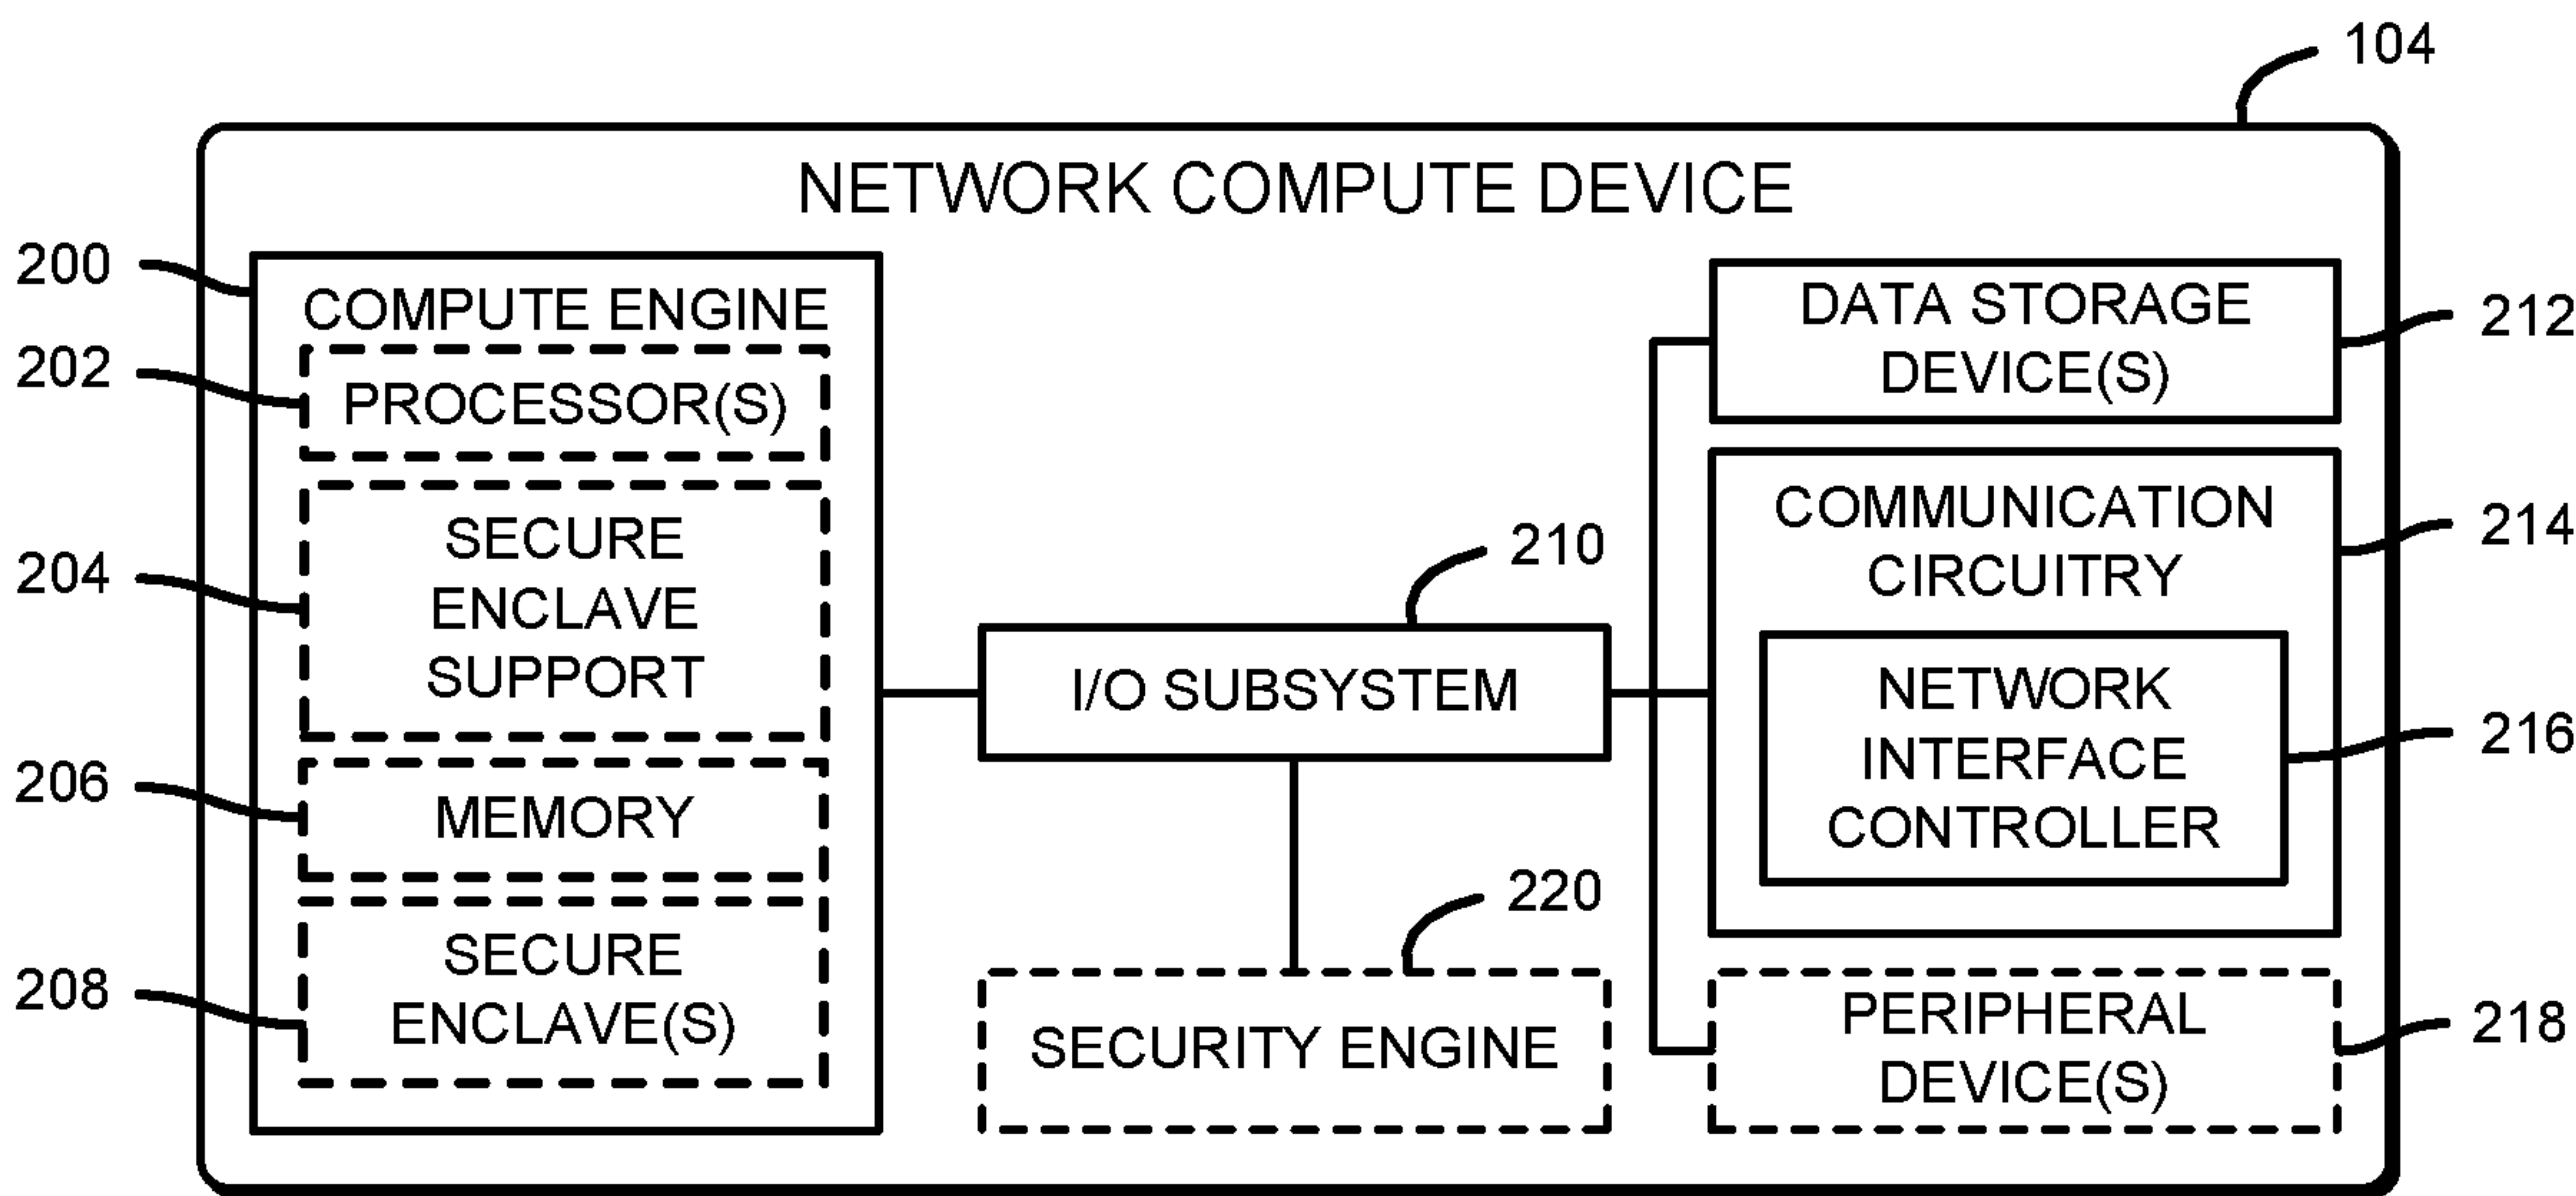 104
NETWORK COMPUTE DEVICE
200
COMPUTE ENGINE
202
PROCESSOR(S)
204
SECURE
ENCLAVE
SUPPORT
206
MEMORY
208
SECURE
ENCLAVE(S)
210
I/O SUBSYSTEM
220
SECURITY ENGINE
DATA STORAGE
DEVICE(S)
212
COMMUNICATION
CIRCUITRY
214
NETWORK
INTERFACE
CONTROLLER
216
PERIPHERAL
DEVICE(S)
218